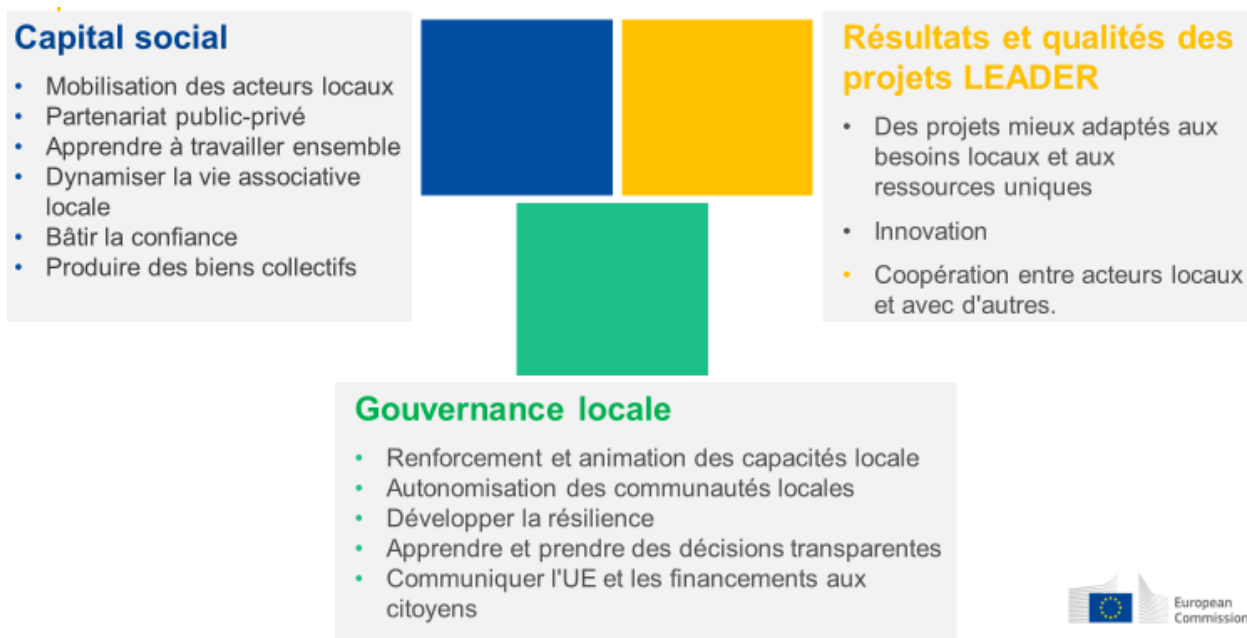 Capital social
Mobilisation des acteurs locaux
Partenariat public-privé
Apprendre à travailler ensemble
Dynamiser la vie associative
locale
Bâtir la confiance
Produire des biens collectifs
Résultats et qualités des
projets LEADER
Des projets mieux adaptés aux
besoins locaux et aux
ressources uniques
Innovation
Coopération entre acteurs locaux
et avec d'autres.
Gouvernance locale
Renforcement et animation des capacités locale
Autonomisation des communautés locales
Développer la résilience
Apprendre et prendre des décisions transparentes
Communiquer l'UE et les financements aux
citoyens
European
Commission